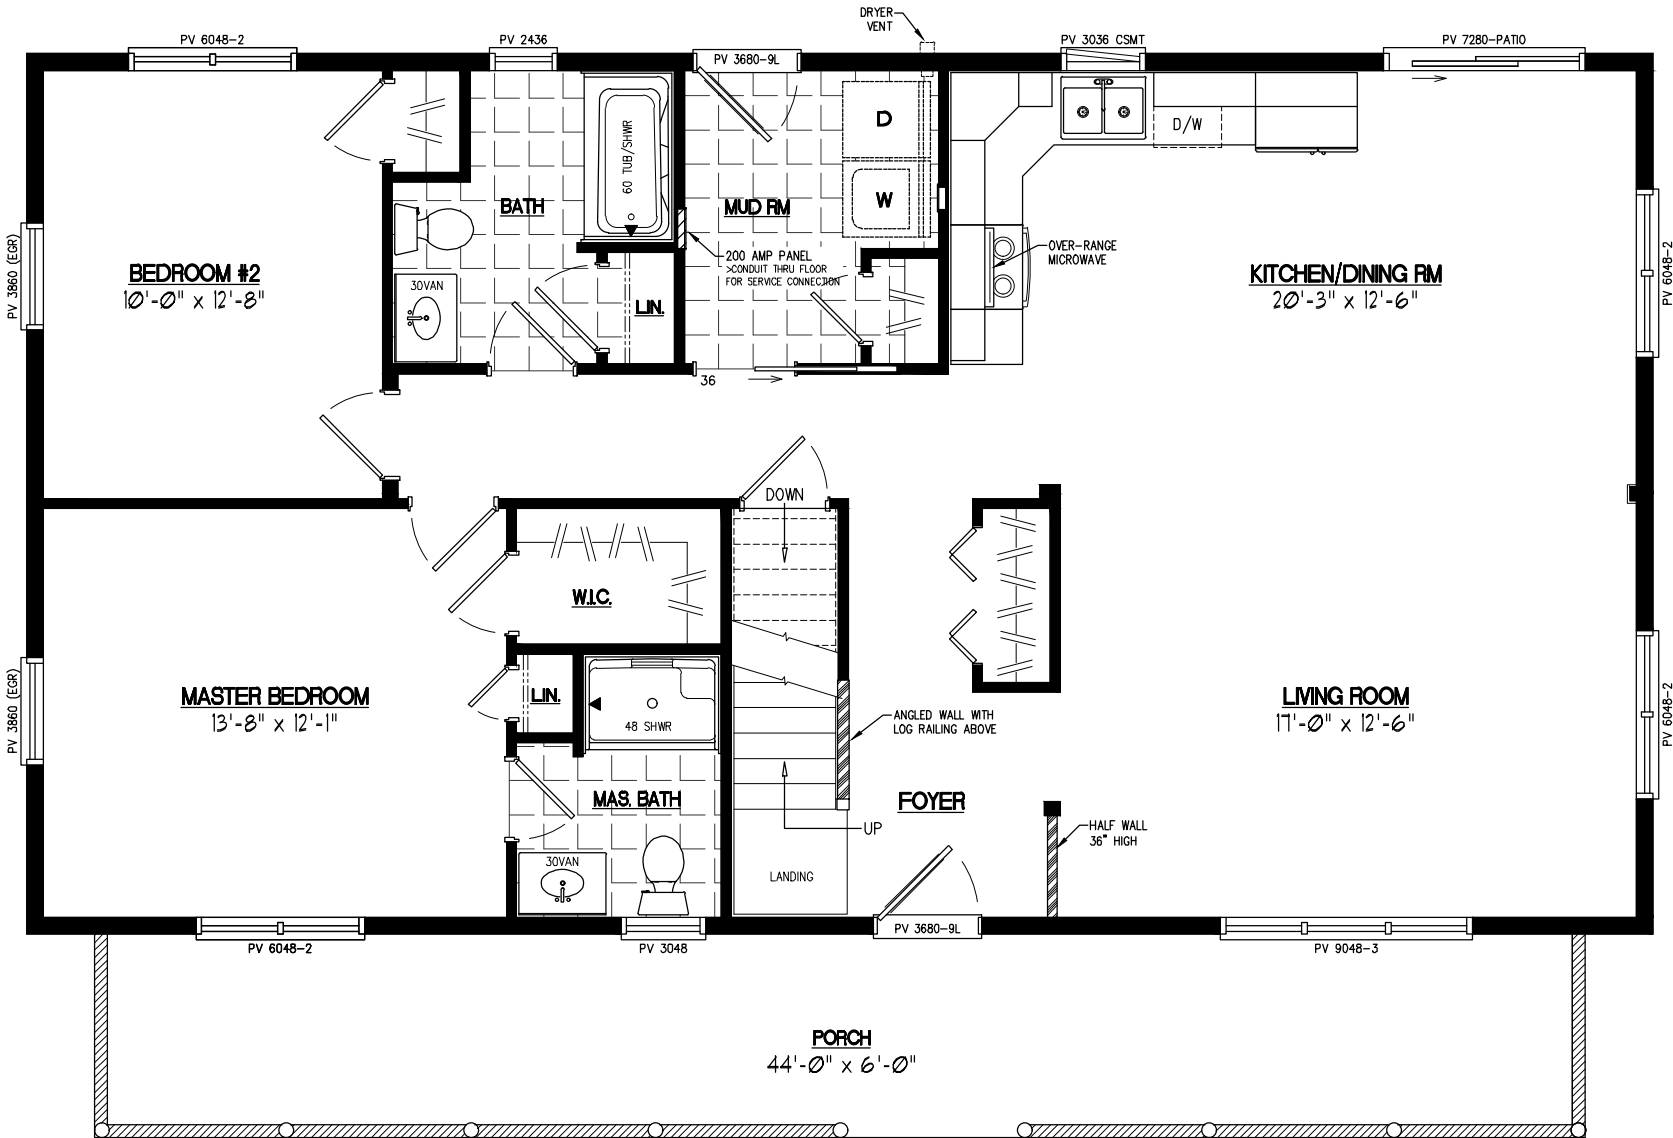 DRYER
VENT
PV 6048-2
PV 2436
PV 3680-9L
PV 3036 CSMT
PV 7280-PATIO
D
W
D/W
60 TUB/SHWR
BATH
MUD RM
200 AMP PANEL
>CONDUIT THRU FLOOR
FOR SERVICE CONNECTION
OVER-RANGE
MICROWAVE
PV 3860 (EGR)
BEDROOM #2
10'-0" x 12'-8"
30VAN
LIN.
KITCHEN/DINING RM
20'-3" x 12'-6"
PV 6048-2
36
DOWN
W.I.C.
PV 3860 (EGR)
MASTER BEDROOM
13'-8" x 12'-1"
LIN.
48 SHWR
ANGLED WALL WITH
LOG RAILING ABOVE
LIVING ROOM
17'-0" x 12'-6"
PV 6048-2
MAS. BATH
FOYER
UP
HALF WALL
36" HIGH
30VAN
LANDING
PV 6048-2
PV 3048
PV 3680-9L
PV 9048-3
PORCH
44'-0" x 6'-0"